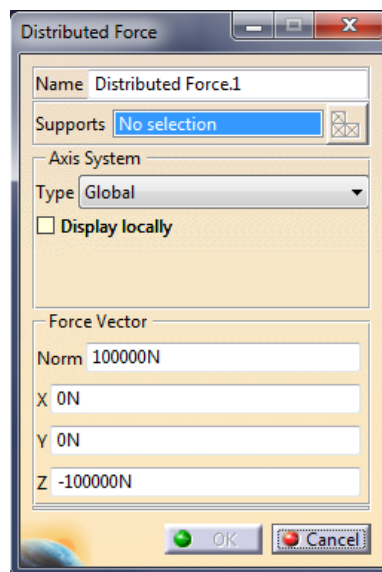 Distributed Force
Name Distributed Force.1
Supports No selection
Axis System
Type Global
Display locally
Force Vector
Norm 100000N
X 0N
Y 0N
Z -100000N
OK Cancel